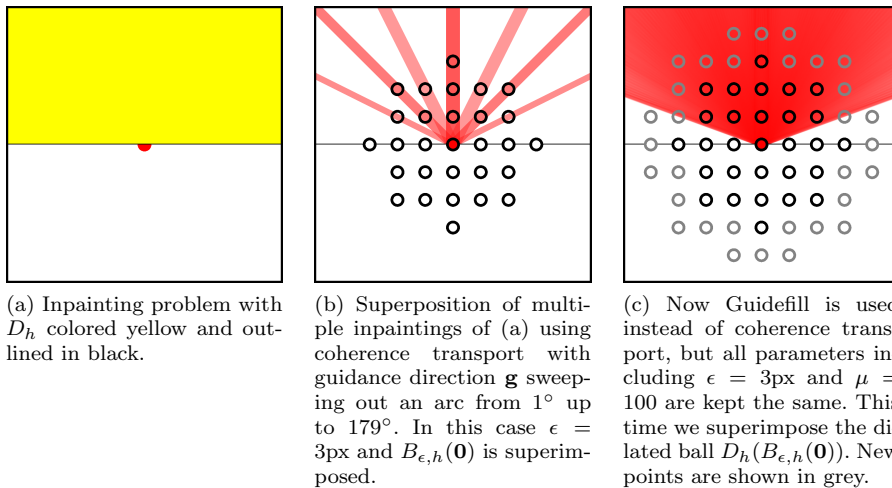 (a) Inpainting problem with
D_h colored yellow and out-
lined in black.
(b) Superposition of multi-
ple inpaintings of (a) using
coherence transport with
guidance direction g sweep-
ing out an arc from 1° up
to 179°. In this case ϵ =
3px and B_{ϵ,h}(0) is superim-
posed.
(c) Now Guidefill is used
instead of coherence trans-
port, but all parameters in-
cluding ϵ = 3px and μ =
100 are kept the same. This
time we superimpose the di-
lated ball D_h(B_{ϵ,h}(0)). New
points are shown in grey.